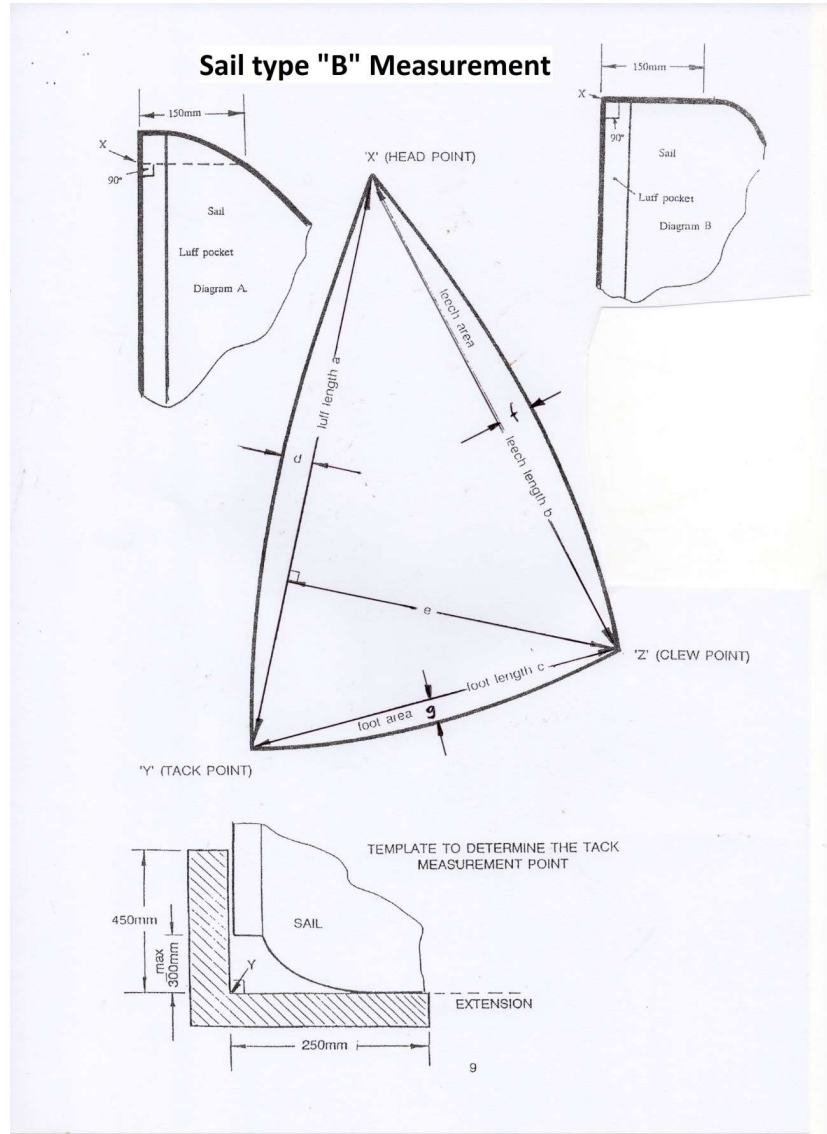 Sail type "B" Measurement
150mm
X
90°
Sail
Luff pocket
Diagram A
150mm
X
90°
Sail
Luff pocket
Diagram B
'X' (HEAD POINT)
leech area
luff length a
f
d
leech length b
e
'Z' (CLEW POINT)
foot length c
foot area g
'Y' (TACK POINT)
TEMPLATE TO DETERMINE THE TACK
MEASUREMENT POINT
450mm
max
300mm
SAIL
Y
EXTENSION
250mm
9